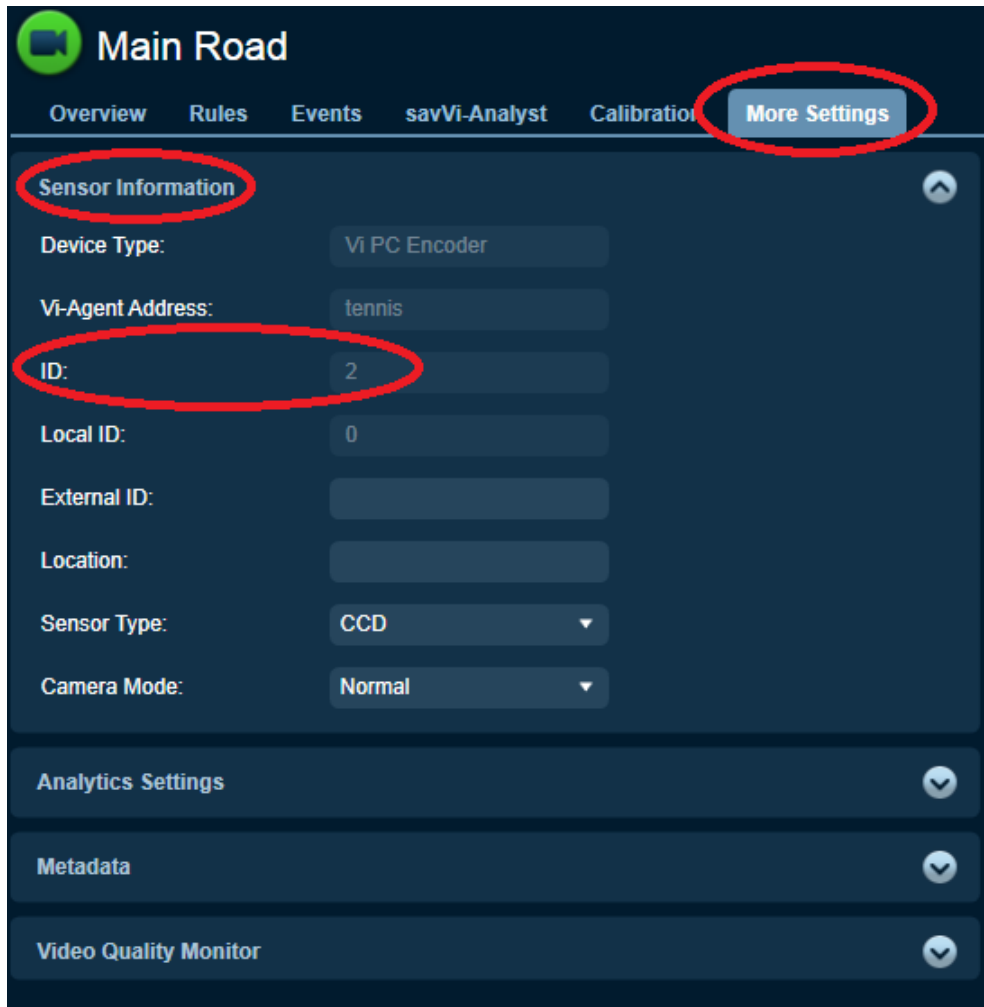 Main Road
Overview Rules Events savVi-Analyst Calibration More Settings
Sensor Information
Device Type: Vi PC Encoder
Vi-Agent Address: tennis
ID: 2
Local ID: 0
External ID:
Location:
Sensor Type: CCD
Camera Mode: Normal
Analytics Settings
Metadata
Video Quality Monitor